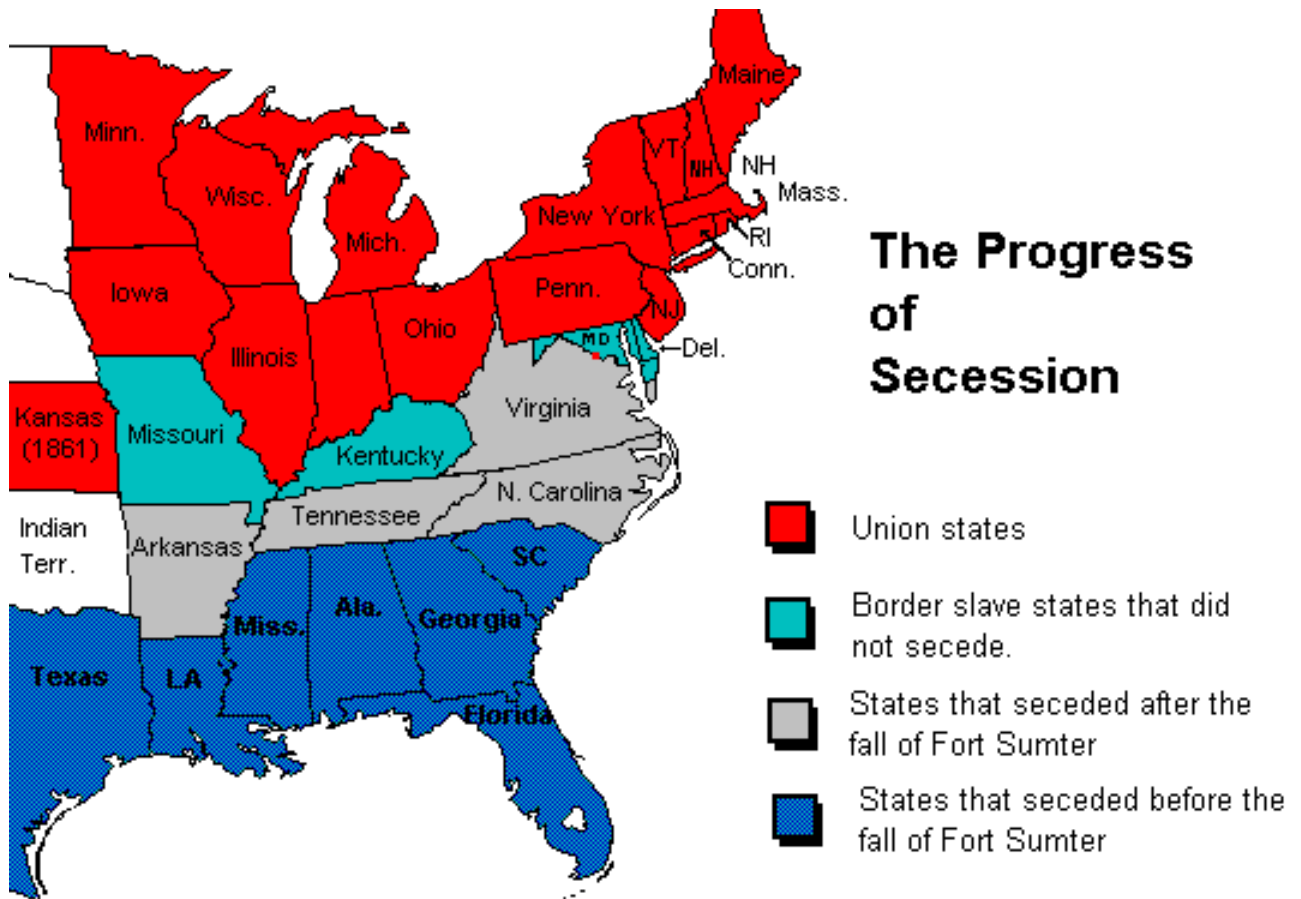 Maine
Minn.
VT
NH
NH
Wisc.
Mass.
New York
Mich.
RI
Conn.
Iowa
Penn.
NJ
Ohio
Illinois
MD
←Del.
Virginia
Kansas
(1861)
Missouri
Kentucky
N. Carolina
Tennessee
Indian
Terr.
Arkansas
SC
Ala.
Miss.
Georgia
Texas
LA
Florida
The Progress
of
Secession
Union states
Border slave states that did
not secede.
States that seceded after the
fall of Fort Sumter
States that seceded before the
fall of Fort Sumter